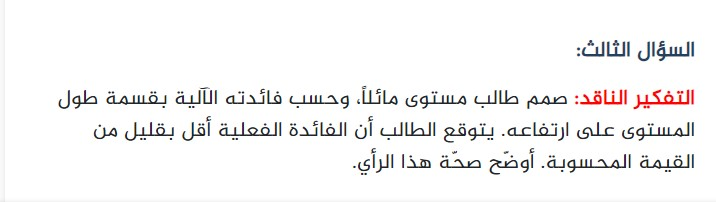 السؤال الثالث:
التفكير الناقد: صمم طالب مستوى مائلاً، وحسب فائدته الآلية بقسمة طول
المستوى على ارتفاعه. يتوقع الطالب أن الفائدة الفعلية أقل بقليل من
القيمة المحسوبة. أوضّح صحّة هذا الرأي.